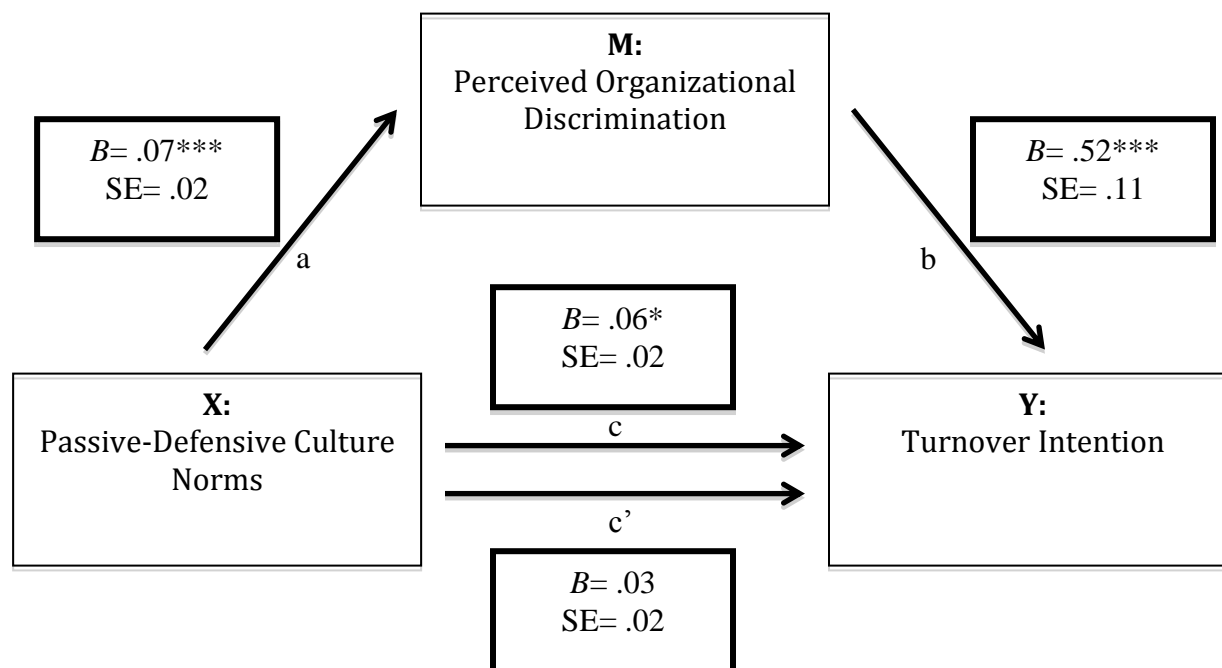 M:
Perceived Organizational
Discrimination
B= .07***
SE= .02
B= .52***
SE= .11
a
b
B= .06*
SE= .02
X:
Passive-Defensive Culture
Norms
c
Y:
Turnover Intention
c’
B= .03
SE= .02